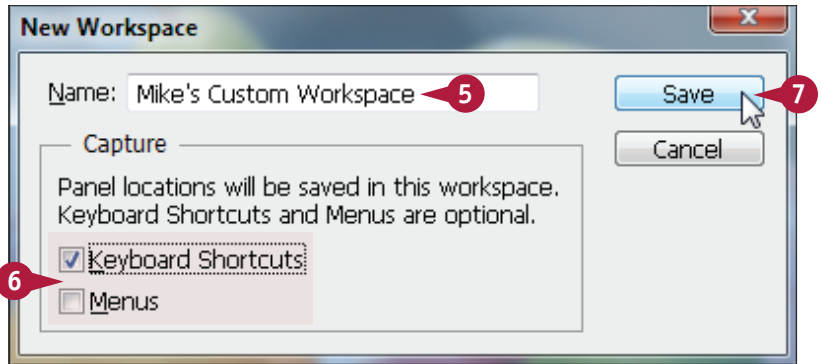 New Workspace
Name: Mike's Custom Workspace 5
Save 7
Cancel
Capture
Panel locations will be saved in this workspace.
Keyboard Shortcuts and Menus are optional.
6
Keyboard Shortcuts
Menus